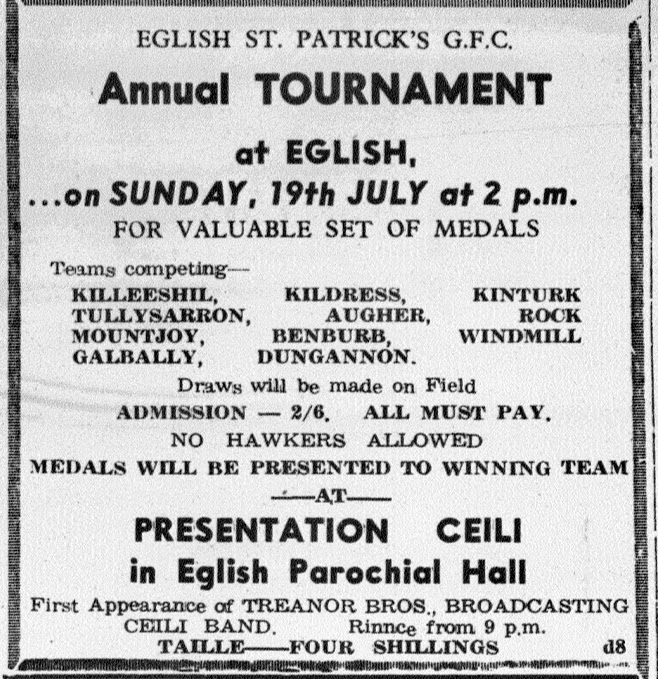 EGLISH ST. PATRICK'S G.F.C.
Annual TOURNAMENT
at EGLISH,
...on SUNDAY, 19th JULY at 2 p.m.
FOR VALUABLE SET OF MEDALS
Teams competing—
KILLEESHIL, KILDRESS, KINTURK
TULLYSARRON, AUGHER, ROCK
MOUNTJOY, BENBURB, WINDMILL
GALBALLY, DUNGANNON.
Draws will be made on Field
ADMISSION — 2/6. ALL MUST PAY.
NO HAWKERS ALLOWED
MEDALS WILL BE PRESENTED TO WINNING TEAM
—AT—
PRESENTATION CEILI
in Eglish Parochial Hall
First Appearance of TREANOR BROS., BROADCASTING
CEILI BAND. Rinnce from 9 p.m.
TAILLE—FOUR SHILLINGS d8